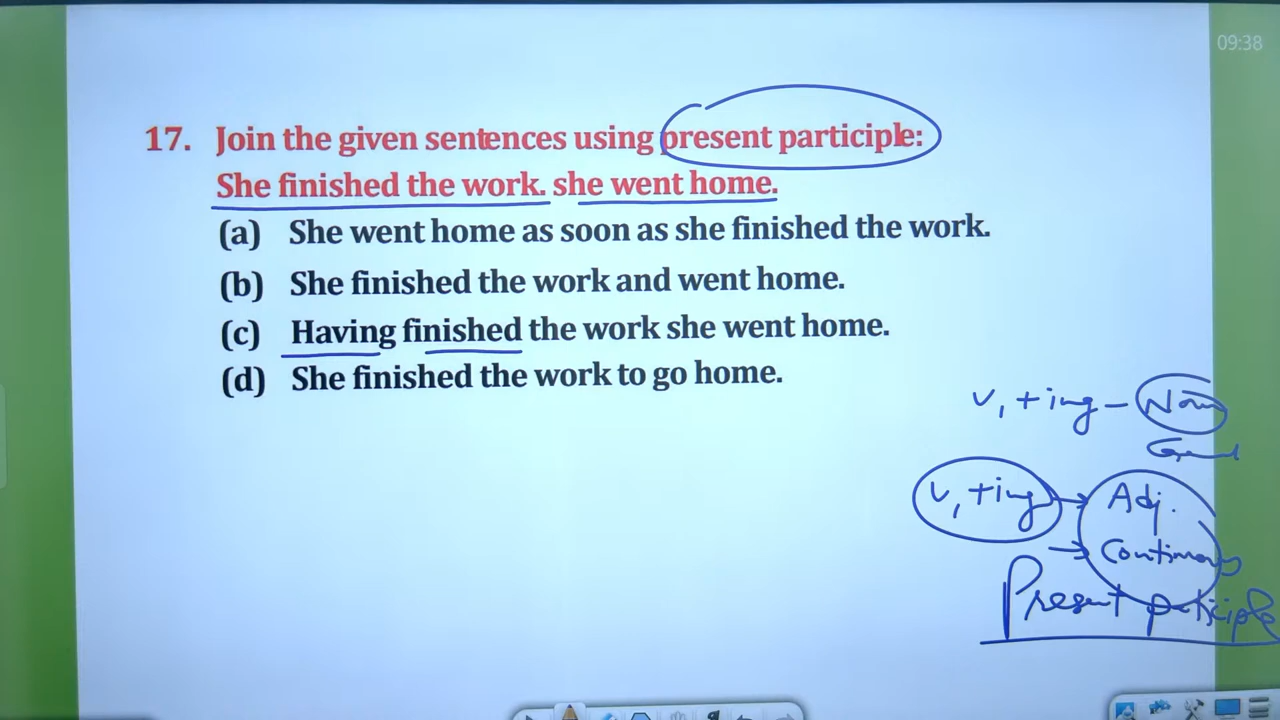 09:38
17. Join the given sentences using present participle:
She finished the work. she went home.
(a) She went home as soon as she finished the work.
(b) She finished the work and went home.
(c) Having finished the work she went home.
(d) She finished the work to go home.
V₁ + ing – Noun
V₁ + ing → Adj.
→ Continuous
Present participle